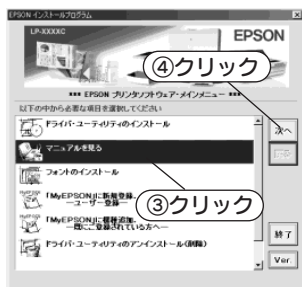 EPSON インストールプログラム
LP-XXXXC
EPSON
④クリック
*** EPSON プリンタソフトウェア・メインメニュー ***
以下の中から必要な項目を選択してください
ドライバ・ユーティリティのインストール
次へ
マニュアルを見る
フォントのインストール
③クリック
「MyEPSON」に新規登録。
―ユーザー登録―
「MyEPSON」に機種追加。
―既にご登録されている方へ―
終了
ドライバ・ユーティリティのアンインストール(削除)
Ver.